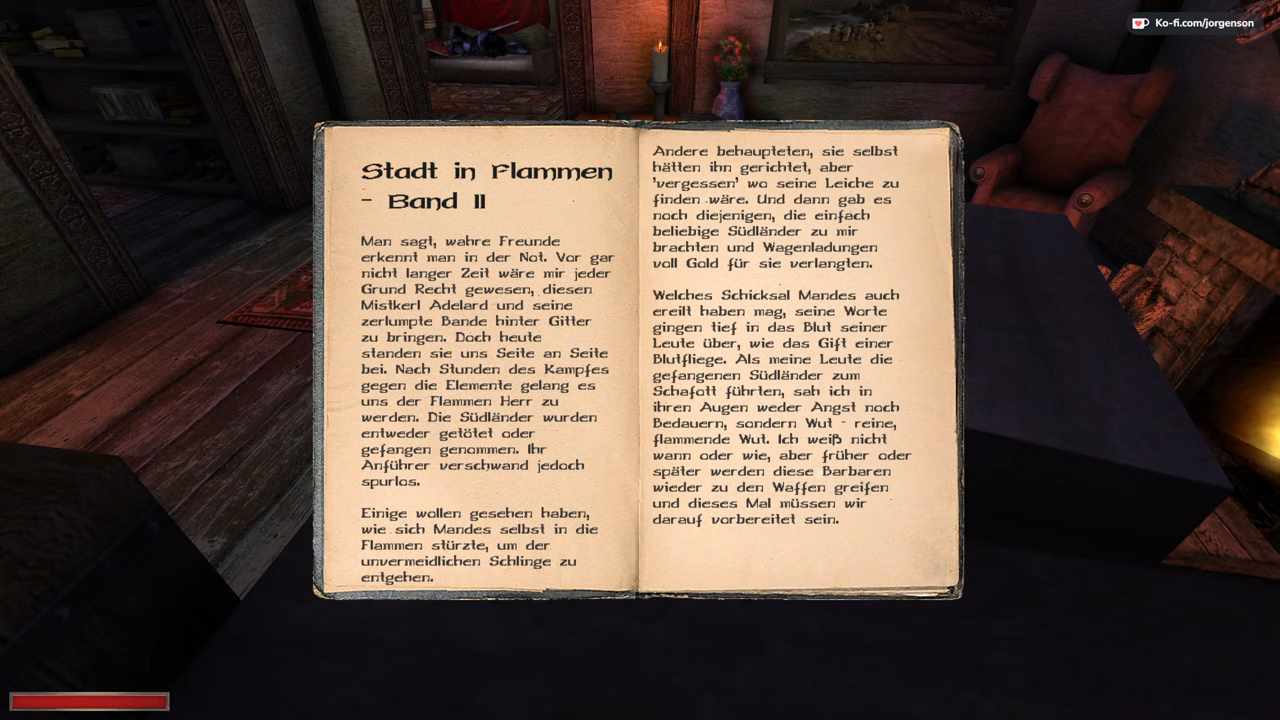 Ko-fi.com/jorgenson
Stadt in Flammen
- Band II
Man sagt, wahre Freunde
erkennt man in der Not. Vor gar
nicht langer Zeit wäre mir jeder
Grund Recht gewesen, diesen
Mistkerl Adelard und seine
zerlumpte Bande hinter Gitter
zu bringen. Doch heute
standen sie uns Seite an Seite
bei. Nach Stunden des Kampfes
gegen die Elemente gelang es
uns der Flammen Herr zu
werden. Die Südländer wurden
entweder getötet oder
gefangen genommen. Ihr
Anführer verschwand jedoch
spurlos.
Einige wollen gesehen haben,
wie sich Mandes selbst in die
Flammen stürzte, um der
unvermeidlichen Schlinge zu
entgehen.
Andere behaupteten, sie selbst
hätten ihn gerichtet, aber
'vergessen' wo seine Leiche zu
finden wäre. Und dann gab es
noch diejenigen, die einfach
beliebige Südländer zu mir
brachten und Wagenladungen
voll Gold für sie verlangten.
Welches Schicksal Mandes auch
ereilt haben mag, seine Worte
gingen tief in das Blut seiner
Leute über, wie das Gift einer
Blutfliege. Als meine Leute die
gefangenen Südländer zum
Schafott führten, sah ich in
ihren Augen weder Angst noch
Bedauern, sondern Wut - reine,
flammende Wut. Ich weiß nicht
wann oder wie, aber früher oder
später werden diese Barbaren
wieder zu den Waffen greifen
und dieses Mal müssen wir
darauf vorbereitet sein.